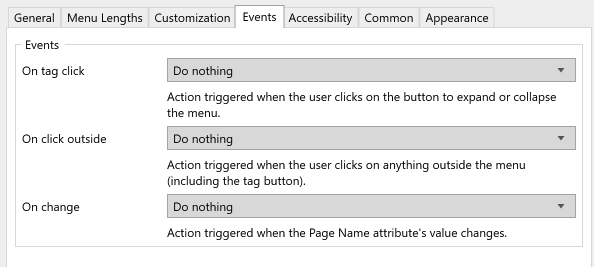 General Menu Lengths Customization Events Accessibility Common Appearance
Events
On tag click Do nothing
Action triggered when the user clicks on the button to expand or collapse
the menu.
On click outside Do nothing
Action triggered when the user clicks on anything outside the menu
(including the tag button).
On change Do nothing
Action triggered when the Page Name attribute's value changes.